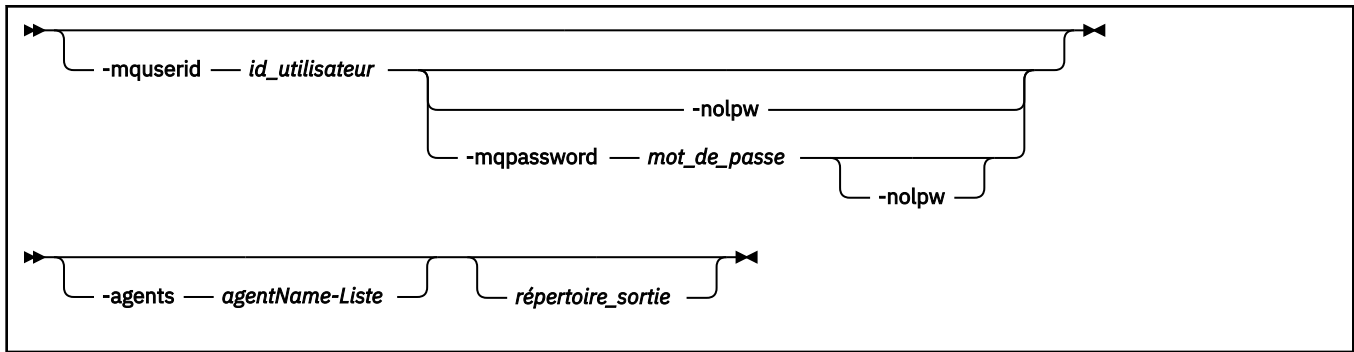 -mquserid id_utilisateur
-nolpw
-mqpassword mot_de_passe
-nolpw
-agents agentName-Liste répertoire_sortie